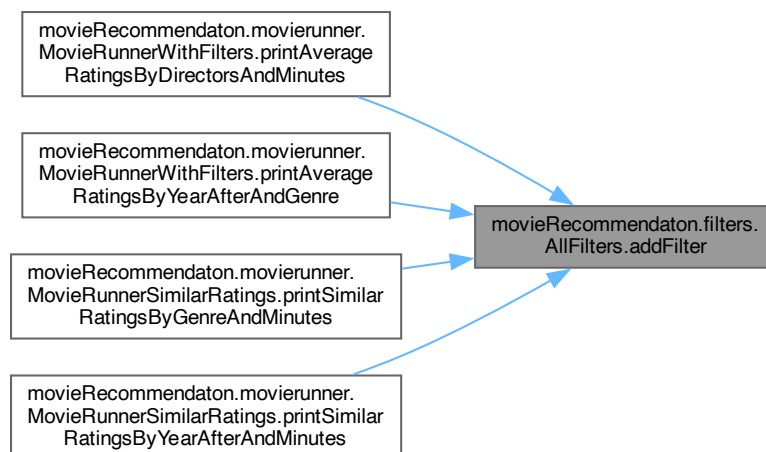 movieRecommendaton.movierunner.
MovieRunnerWithFilters.printAverage
RatingsByDirectorsAndMinutes
movieRecommendaton.movierunner.
MovieRunnerWithFilters.printAverage
RatingsByYearAfterAndGenre
movieRecommendaton.filters.
AllFilters.addFilter
movieRecommendaton.movierunner.
MovieRunnerSimilarRatings.printSimilar
RatingsByGenreAndMinutes
movieRecommendaton.movierunner.
MovieRunnerSimilarRatings.printSimilar
RatingsByYearAfterAndMinutes